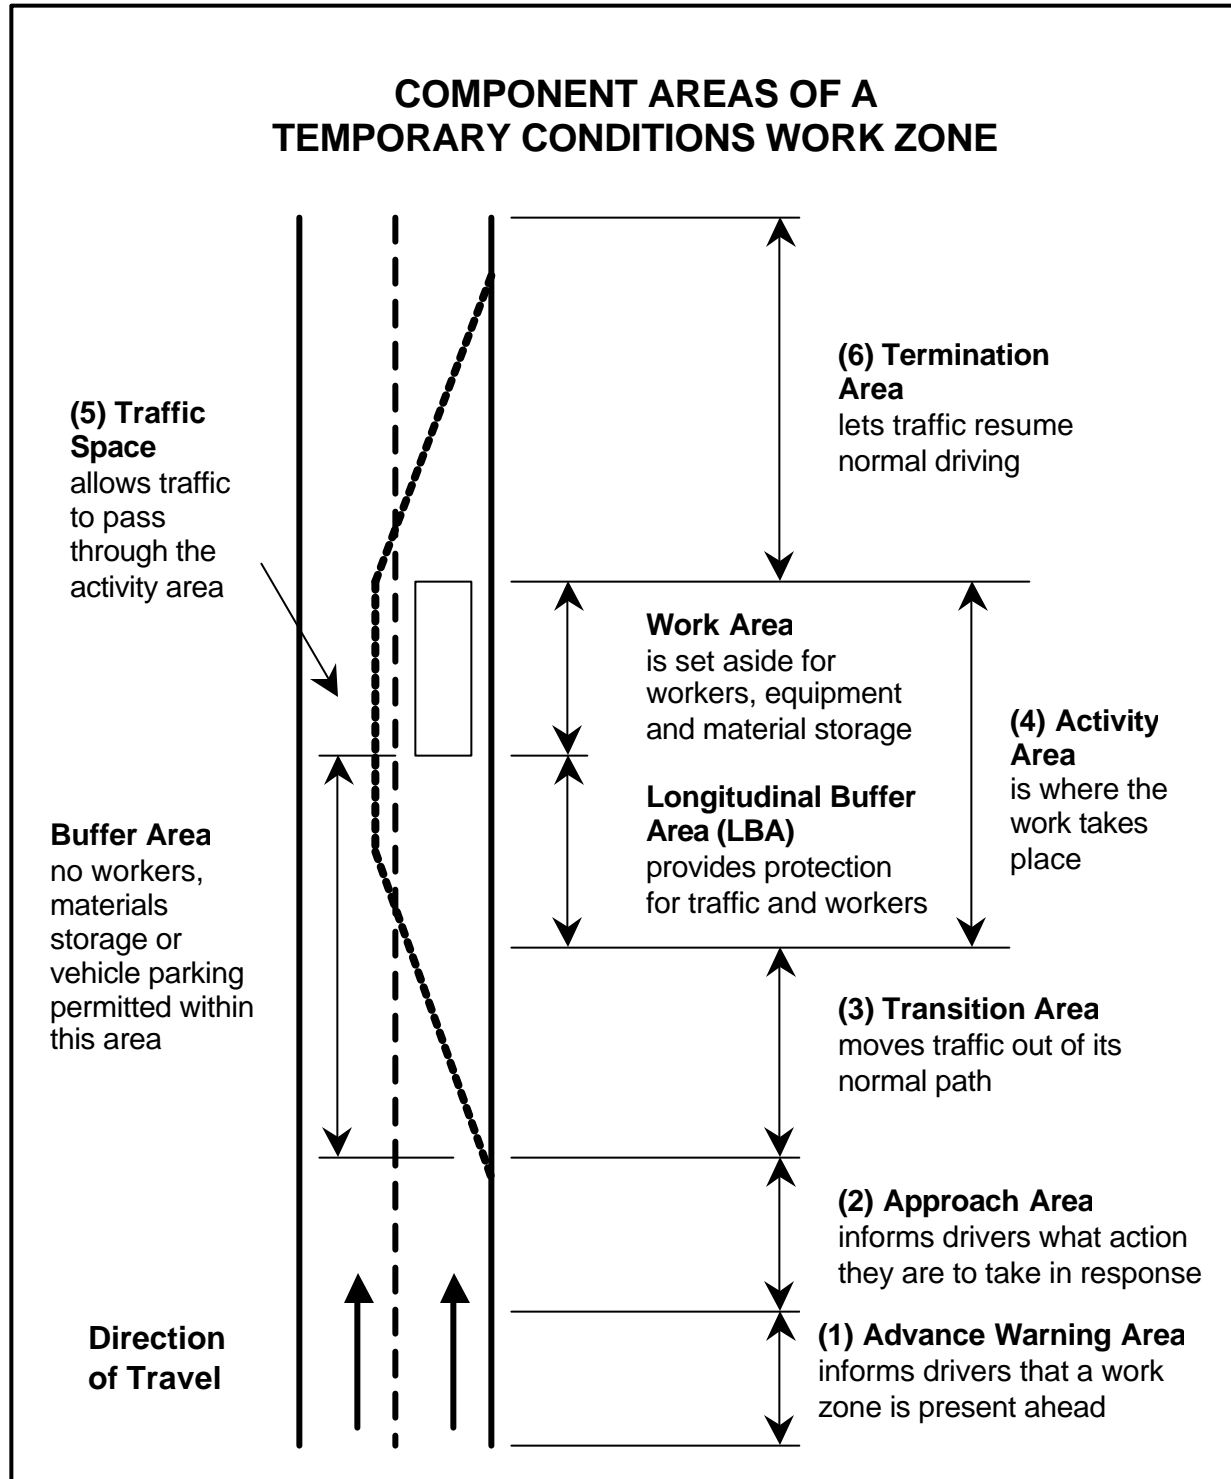 COMPONENT AREAS OF A
TEMPORARY CONDITIONS WORK ZONE
(6) Termination
Area
lets traffic resume
normal driving
(5) Traffic
Space
allows traffic
to pass
through the
activity area
Work Area
is set aside for
workers, equipment
and material storage
(4) Activity
Area
is where the
work takes
place
Longitudinal Buffer
Area (LBA)
provides protection
for traffic and workers
Buffer Area
no workers,
materials
storage or
vehicle parking
permitted within
this area
(3) Transition Area
moves traffic out of its
normal path
(2) Approach Area
informs drivers what action
they are to take in response
(1) Advance Warning Area
informs drivers that a work
zone is present ahead
Direction
of Travel